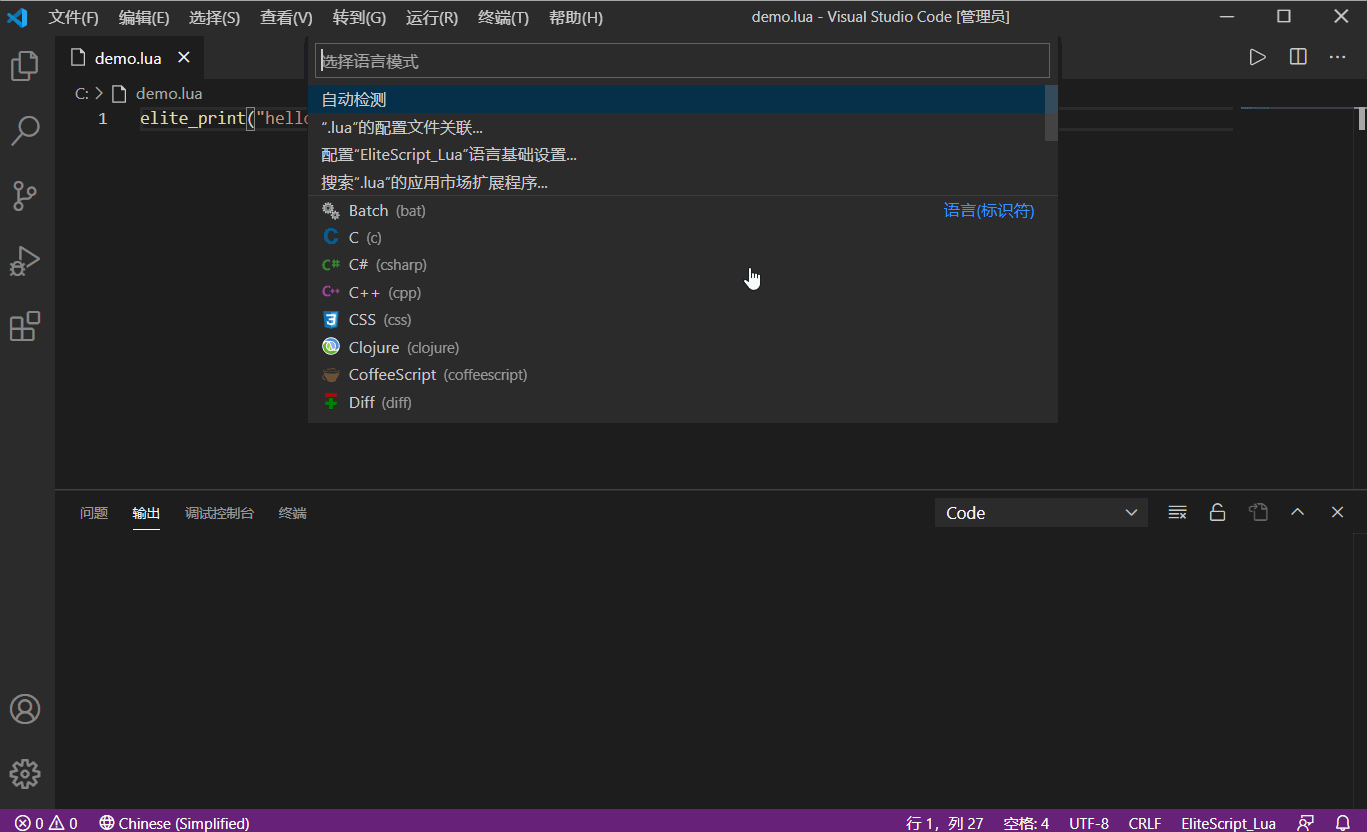 文件(F) 编辑(E) 选择(S) 查看(V) 转到(G) 运行(R) 终端(T) 帮助(H) demo.lua - Visual Studio Code [管理员]
demo.lua
选择语言模式
C: > demo.lua
自动检测
1 elite_print("hello
“.lua”的配置文件关联...
配置“EliteScript_Lua”语言基础设置...
搜索“.lua”的应用市场扩展程序...
Batch (bat) 语言(标识符)
C (c)
C# (csharp)
C++ (cpp)
CSS (css)
Clojure (clojure)
CoffeeScript (coffeescript)
Diff (diff)
问题 输出 调试控制台 终端 Code
0 0 Chinese (Simplified) 行 1，列 27 空格: 4 UTF-8 CRLF EliteScript_Lua